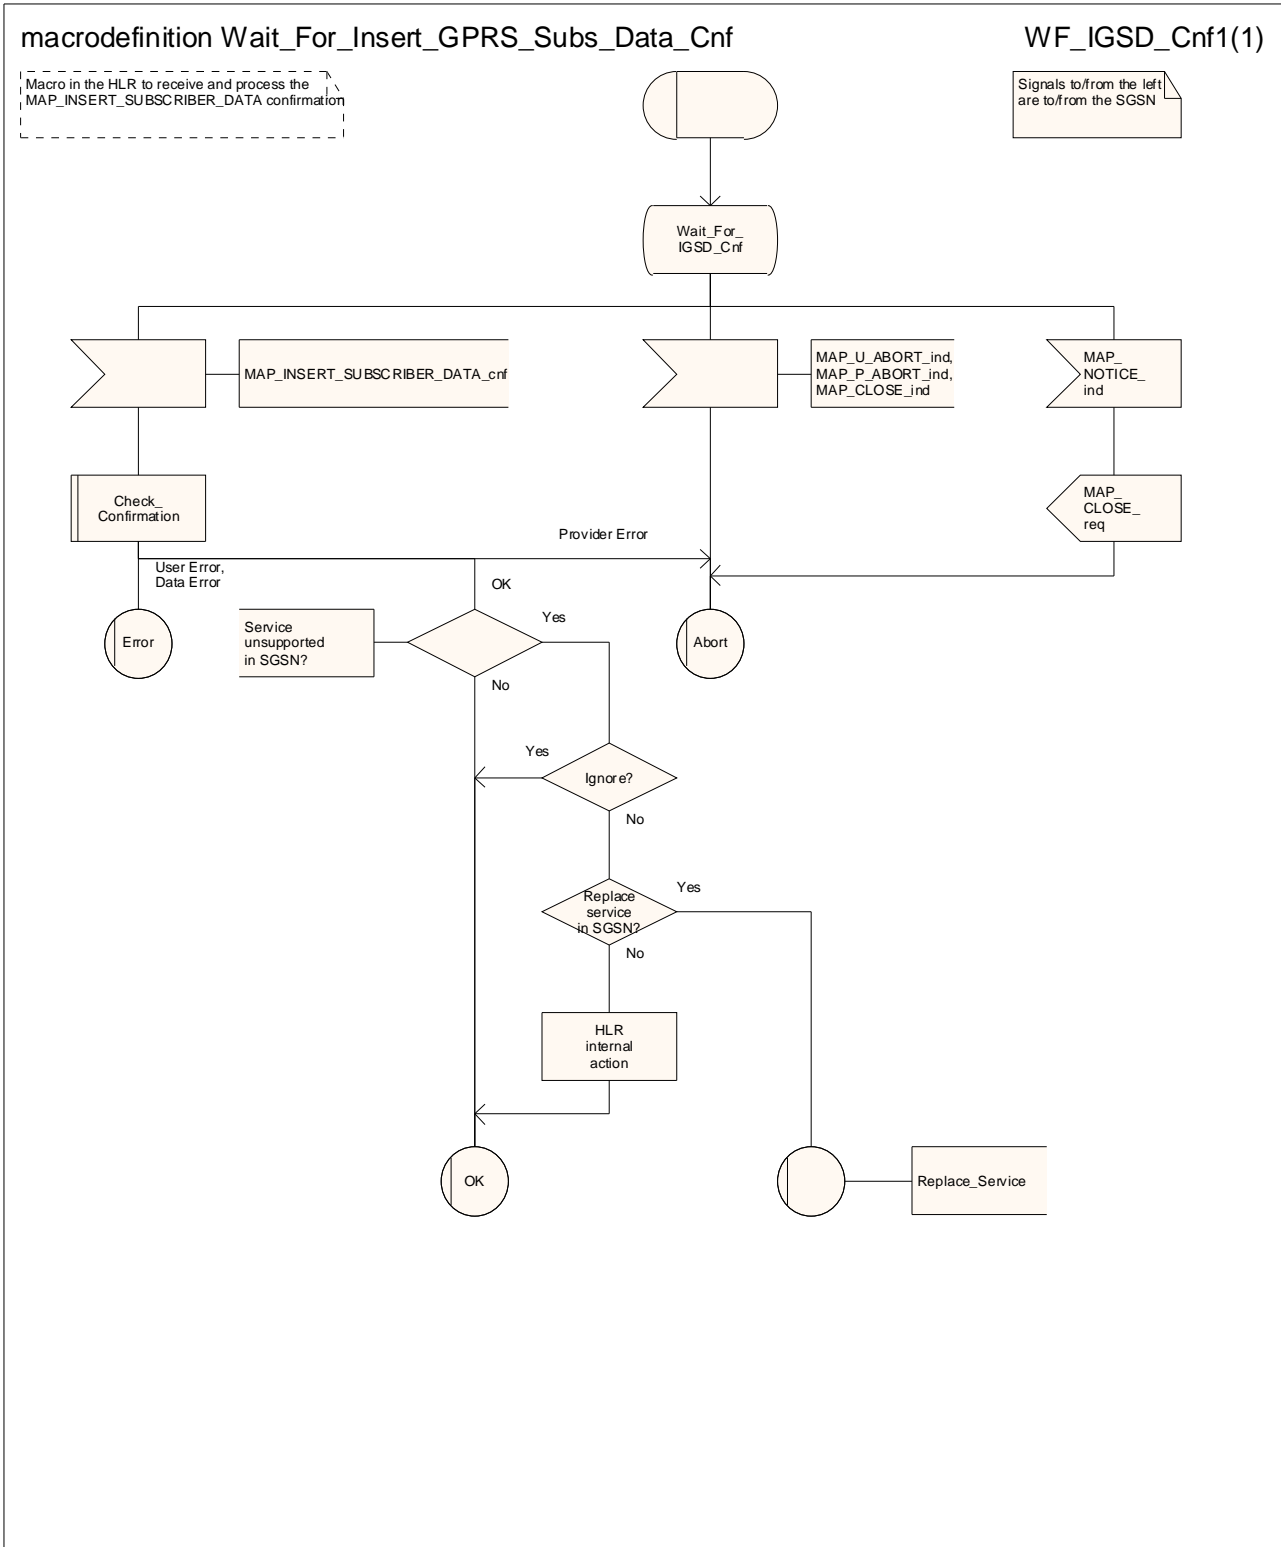 macrodefinition Wait_For_Insert_GPRS_Subs_Data_Cnf
WF_IGSD_Cnf1(1)
Macro in the HLR to receive and process the
MAP_INSERT_SUBSCRIBER_DATA confirmation
Signals to/from the left
are to/from the SGSN
Wait_For_
IGSD_Cnf
MAP_INSERT_SUBSCRIBER_DATA_cnf
MAP_U_ABORT_ind,
MAP_P_ABORT_ind,
MAP_CLOSE_ind
MAP_
NOTICE_
ind
Check_
Confirmation
MAP_
CLOSE_
req
Provider Error
User Error,
Data Error
OK
Error
Service
unsupported
in SGSN?
Yes
Abort
No
Yes
Ignore?
No
Replace
service
in SGSN?
Yes
No
HLR
internal
action
OK
Replace_Service